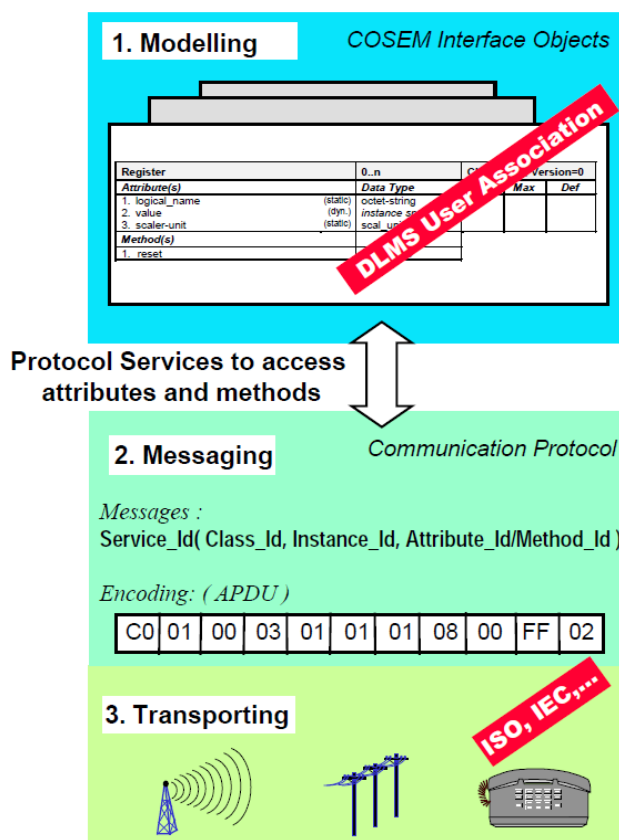 1. Modelling
COSEM Interface Objects
Register 0..n Version=0
Attribute(s) Data Type Max Def
1. logical_name (static) octet-string
2. value (dyn.) instance
3. scaler-unit (static)
Method(s)
1. reset
DLMS User Association
Protocol Services to access
attributes and methods
2. Messaging
Communication Protocol
Messages :
Service_Id( Class_Id, Instance_Id, Attribute_Id/Method_Id )
Encoding: ( APDU )
C0 01 00 03 01 01 01 08 00 FF 02
3. Transporting
ISO, IEC,...